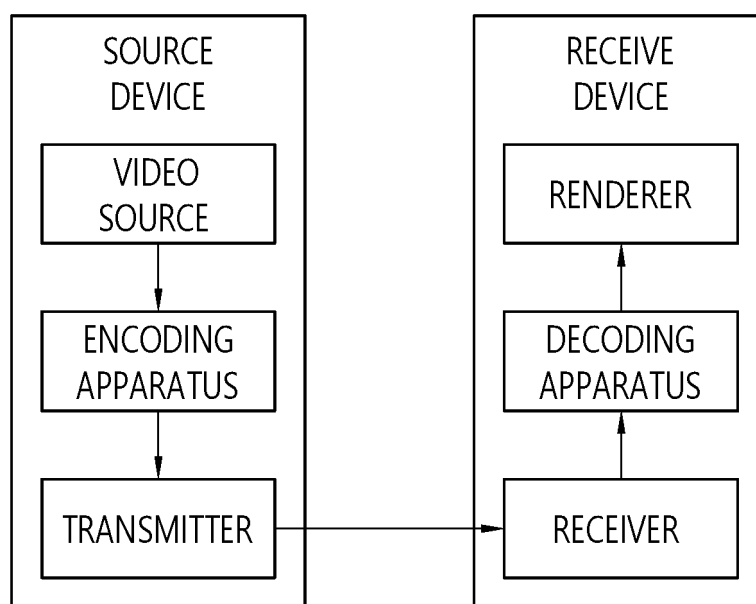 SOURCE
DEVICE
VIDEO
SOURCE
ENCODING
APPARATUS
TRANSMITTER
RECEIVE
DEVICE
RENDERER
DECODING
APPARATUS
RECEIVER